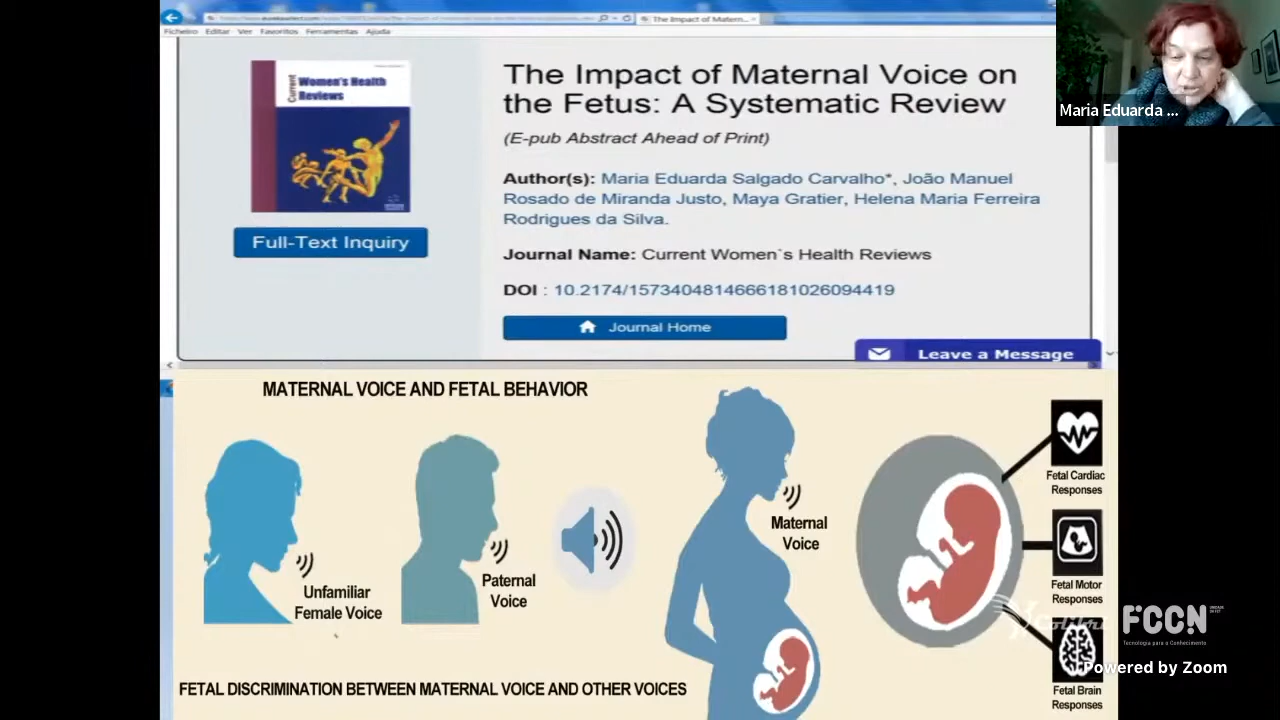 The Impact of Matern...
Ficheiro Editar Ver Favoritos Ferramentas Ajuda
Maria Eduarda ...
Current
Women's Health
Reviews
Full-Text Inquiry
The Impact of Maternal Voice on
the Fetus: A Systematic Review
(E-pub Abstract Ahead of Print)
Author(s): Maria Eduarda Salgado Carvalho*, João Manuel
Rosado de Miranda Justo, Maya Gratier, Helena Maria Ferreira
Rodrigues da Silva.
Journal Name: Current Women`s Health Reviews
DOI : 10.2174/1573404814666181026094419
Journal Home
Leave a Message
MATERNAL VOICE AND FETAL BEHAVIOR
Unfamiliar
Female Voice
Paternal
Voice
Maternal
Voice
Fetal Cardiac
Responses
Fetal Motor
Responses
Fetal Brain
Responses
FETAL DISCRIMINATION BETWEEN MATERNAL VOICE AND OTHER VOICES
Colibri
FCCN
Tecnologia para o Conhecimento
Powered by Zoom